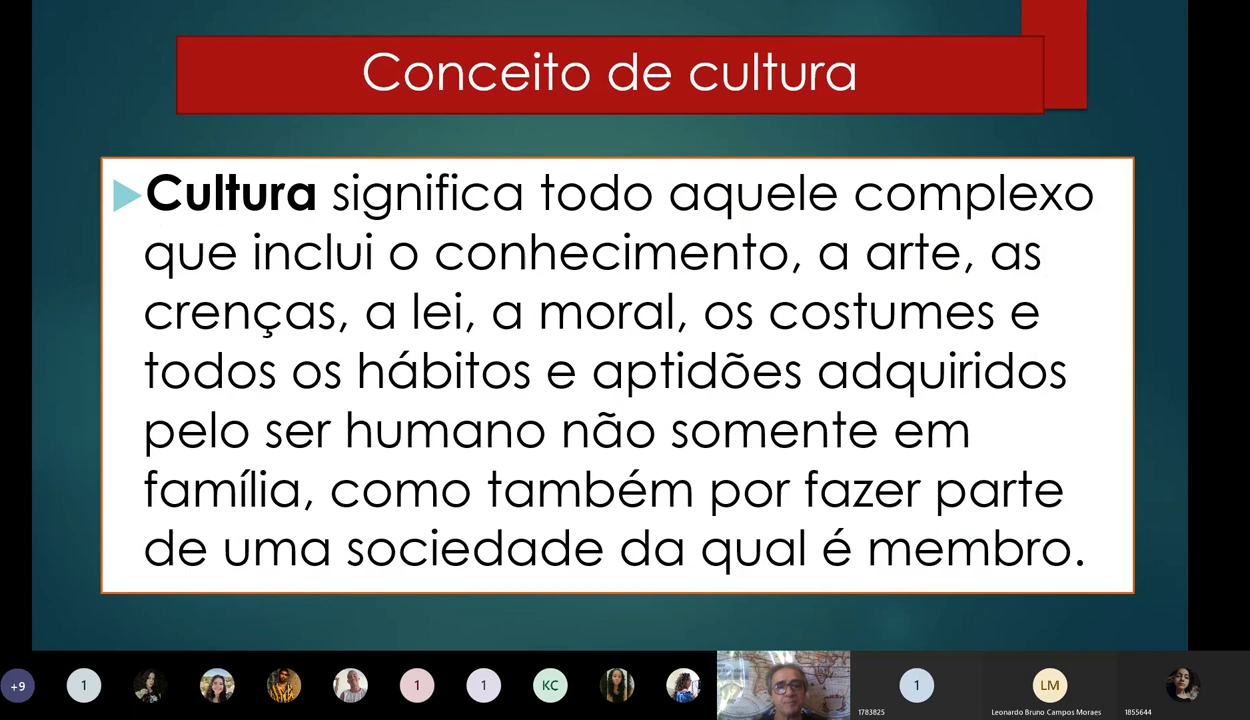 Conceito de cultura
Cultura significa todo aquele complexo
que inclui o conhecimento, a arte, as
crenças, a lei, a moral, os costumes e
todos os hábitos e aptidões adquiridos
pelo ser humano não somente em
família, como também por fazer parte
de uma sociedade da qual é membro.
+9
1
1
1
KC
1
LM
1783825
Leonardo Bruno Campos Moraes
1855644